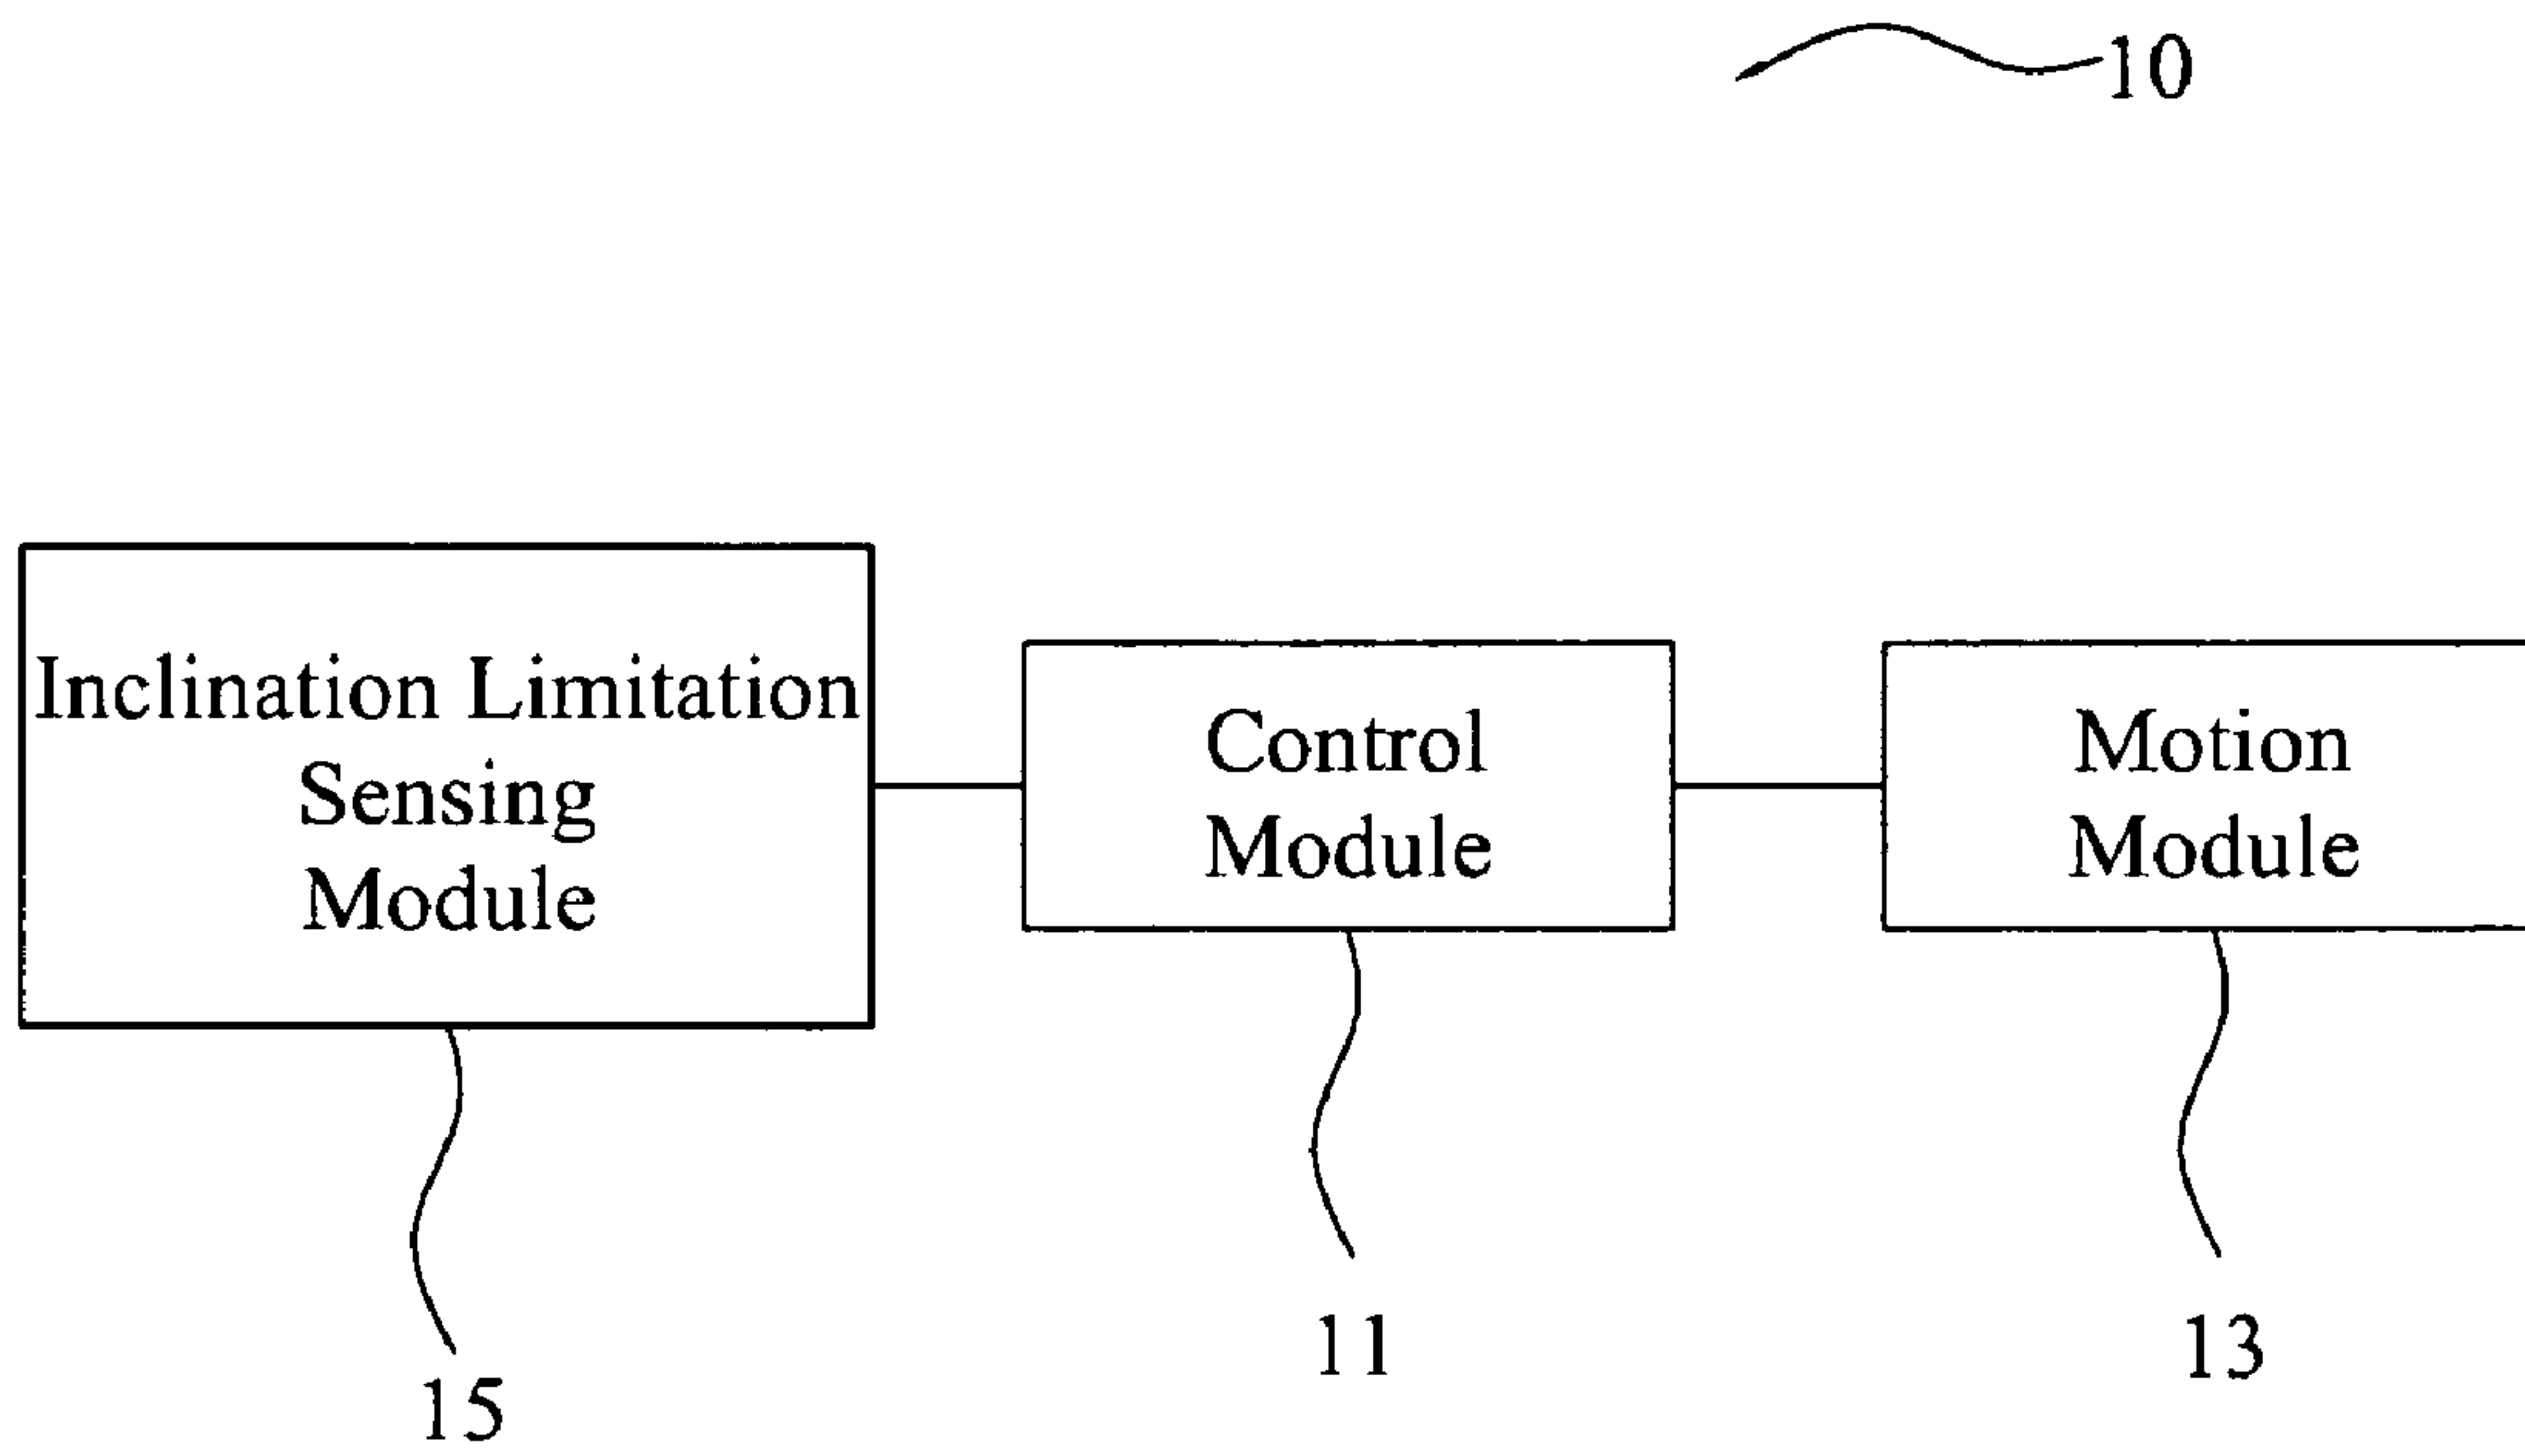 10
Inclination Limitation
Sensing
Module
Control
Module
Motion
Module
15
11
13